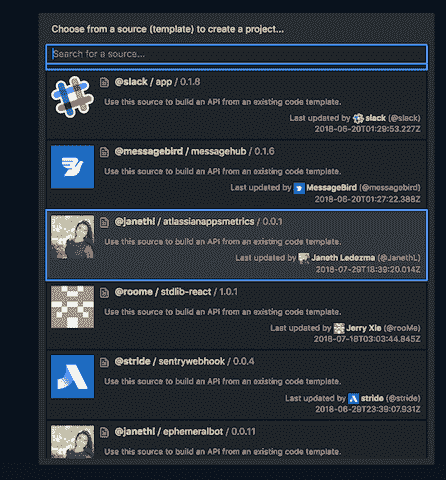 Choose from a source (template) to create a project...
Search for a source...
@slack / app / 0.1.8
Use this source to build an API from an existing code template.
Last updated by slack (@slack)
2018-06-20T01:29:53.227Z
@messagebird / messagehub / 0.1.6
Use this source to build an API from an existing code template.
Last updated by MessageBird (@messagebird)
2018-06-20T01:27:22.388Z
@janethl / atlassianappsmetrics / 0.0.1
Use this source to build an API from an existing code template.
Last updated by Janeth Ledezma (@JanethL)
2018-07-29T18:39:20.014Z
@roome / stdlib-react / 1.0.1
Use this source to build an API from an existing code template.
Last updated by Jerry Xie (@rooMe)
2018-07-18T03:03:44.845Z
@stride / sentrywebhook / 0.0.4
Use this source to build an API from an existing code template.
Last updated by stride (@stride)
2018-06-29T23:39:07.931Z
@janethl / ephemeralbot / 0.0.11
Use this source to build an API from an existing code template.